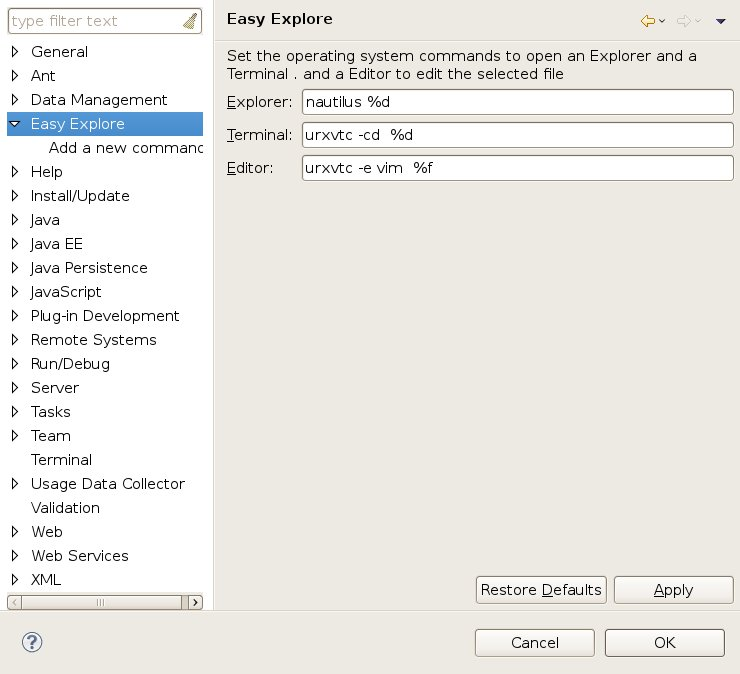 type filter text
General
Ant
Data Management
Easy Explore
Add a new command
Help
Install/Update
Java
Java EE
Java Persistence
JavaScript
Plug-in Development
Remote Systems
Run/Debug
Server
Tasks
Team
Terminal
Usage Data Collector
Validation
Web
Web Services
XML
Easy Explore
Set the operating system commands to open an Explorer and a
Terminal . and a Editor to edit the selected file
Explorer: nautilus %d
Terminal: urxvtc -cd  %d
Editor: urxvtc -e vim  %f
Restore Defaults Apply
? Cancel OK